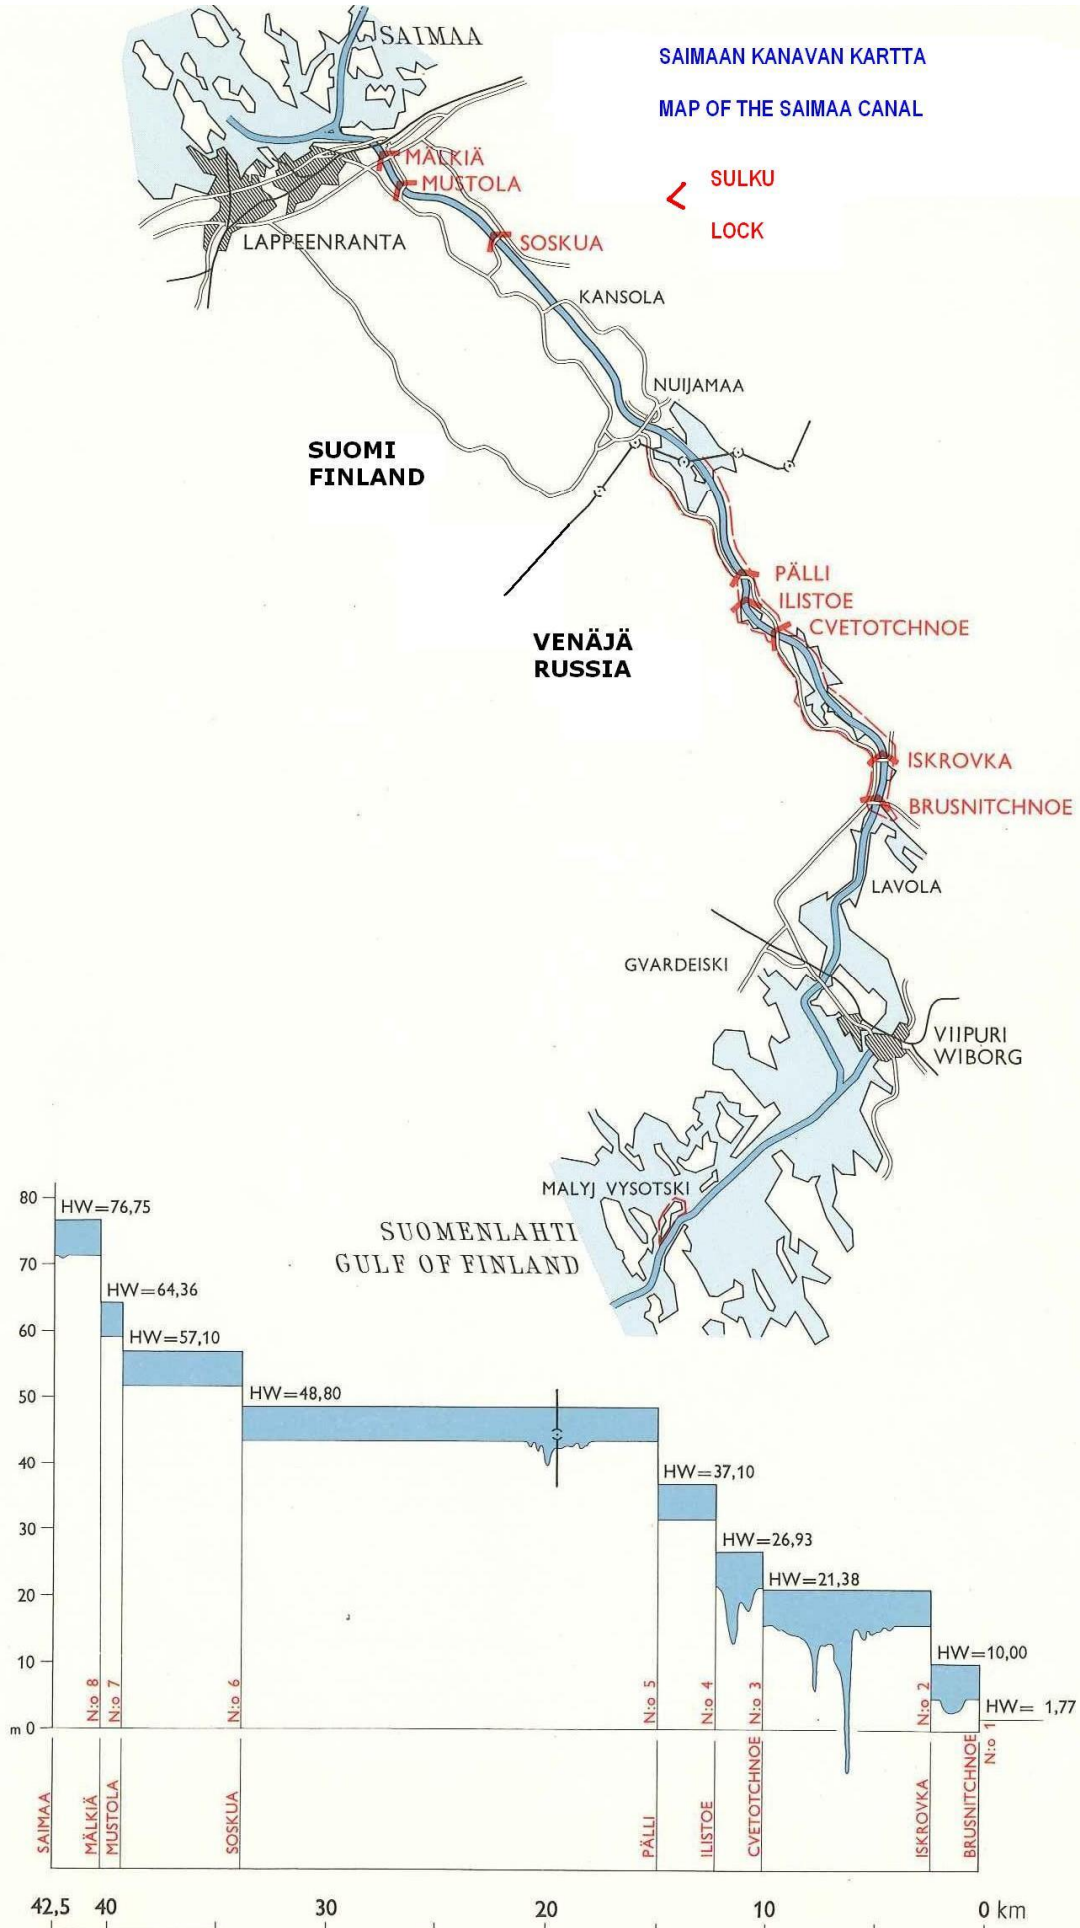 SAIMAA
SAIMAAN KANAVAN KARTTA
MAP OF THE SAIMAA CANAL
SULKU
LOCK
MÄLKIÄ
MUSTOLA
LAPPEENRANTA
SOSKUA
KANSOLA
NUIJAMAA
SUOMI
FINLAND
VENÄJÄ
RUSSIA
PÄLLI
ILISTOE
CVETOTCHNOE
ISKROVKA
BRUSNITCHNOE
LAVOLA
GVARDEISKI
VIIPURI
WIBORG
MALYJ VYSOTSKI
SUOMENLAHTI
GULF OF FINLAND
80
HW=76,75
70
HW=64,36
60
HW=57,10
50
HW=48,80
40
HW=37,10
30
HW=26,93
20
HW=21,38
10
HW=10,00
m 0
HW= 1,77
N:o 8
N:o 7
N:o 6
N:o 5
N:o 4
N:o 3
N:o 2
N:o 1
SAIMAA
MÄLKIÄ
MUSTOLA
SOSKUA
PÄLLI
ILISTOE
CVETOTCHNOE
ISKROVKA
BRUSNITCHNOE
42,5 40 30 20 10 0 km